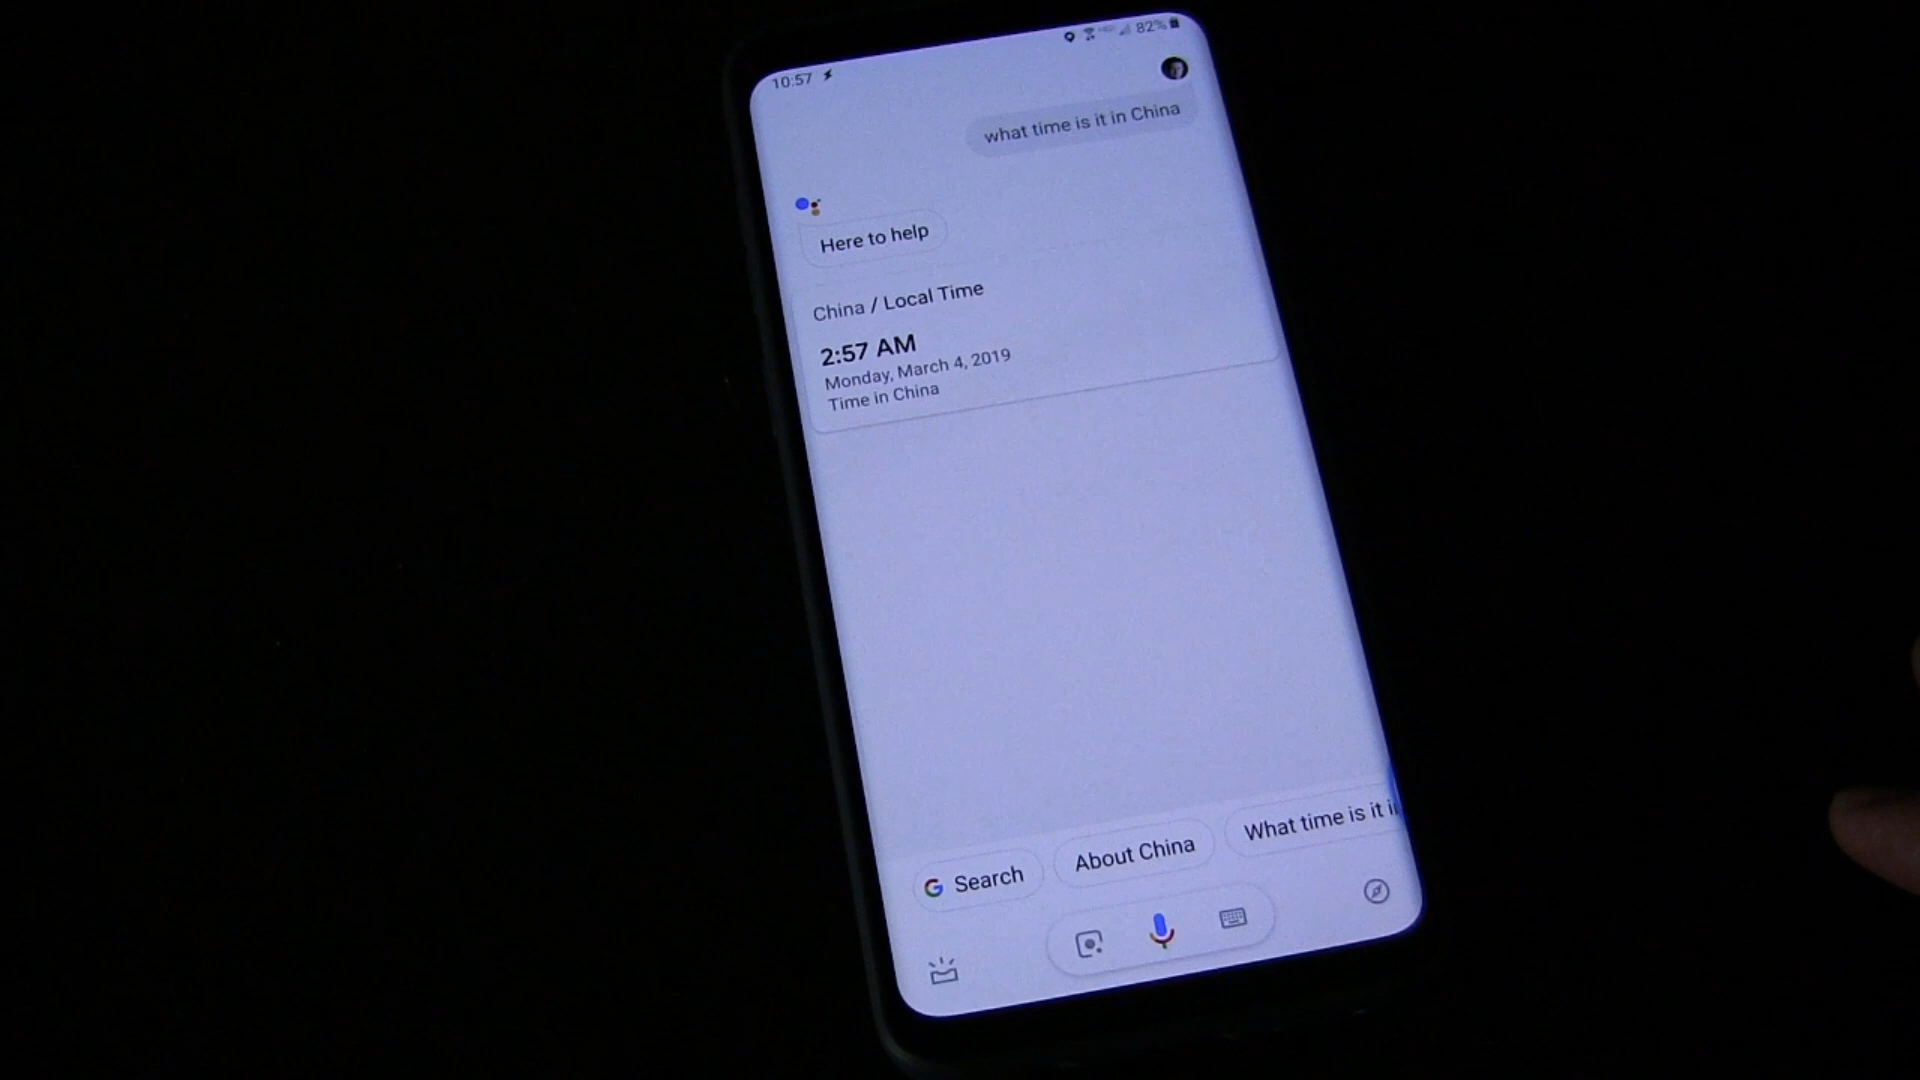 10:57
82%
what time is it in China
Here to help
China / Local Time
2:57 AM
Monday, March 4, 2019
Time in China
Search
About China
What time is it i